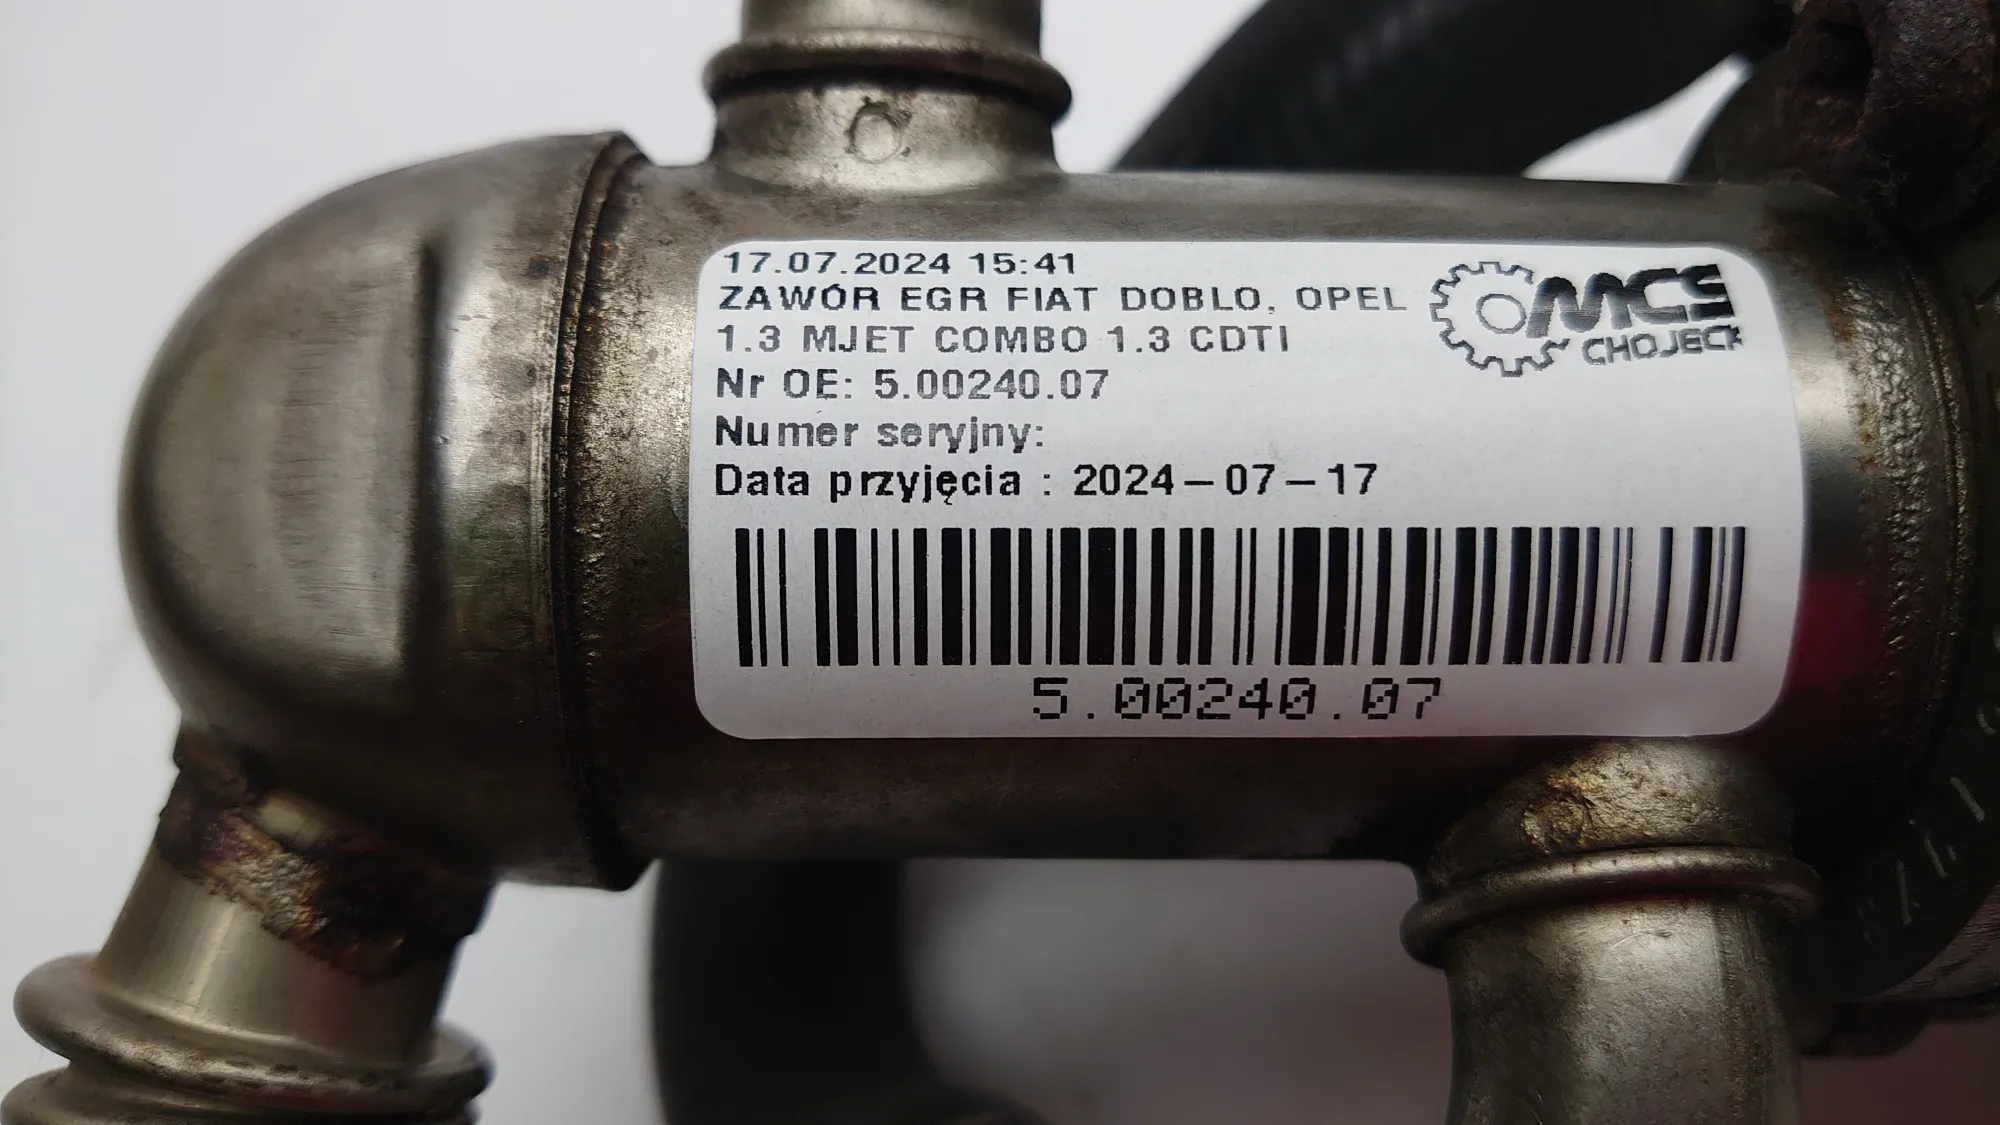 17.07.2024 15:41
ZAWÓR EGR FIAT DOBLO, OPEL
1.3 MJET COMBO 1.3 CDTI
Nr OE: 5.00240.07
Numer seryjny:
Data przyjęcia : 2024-07-17
MCS
CHOJECK
5.00240.07